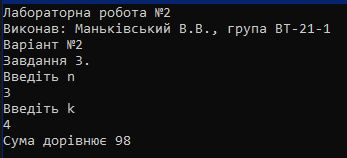 Лабораторна робота №2
Виконав: Маньківський В.В., група ВТ-21-1
Варіант №2
Завдання 3.
Введіть n
3
Введіть k
4
Сума дорівнює 98